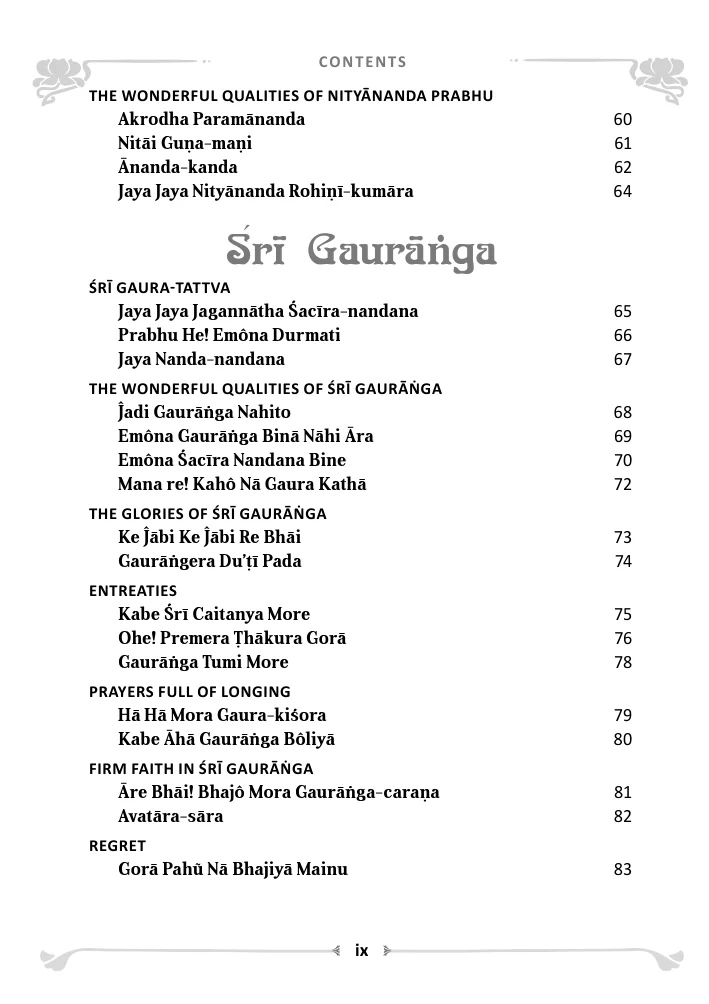 CONTENTS
THE WONDERFUL QUALITIES OF NITYĀNANDA PRABHU
Akrodha Paramānanda 60
Nitāi Guṇa-maṇi 61
Ānanda-kanda 62
Jaya Jaya Nityānanda Rohiṇī-kumāra 64
Śrī Gaurāṅga
ŚRĪ GAURA-TATTVA
Jaya Jaya Jagannātha Śacīra-nandana 65
Prabhu He! Emôna Durmati 66
Jaya Nanda-nandana 67
THE WONDERFUL QUALITIES OF ŚRĪ GAURĀṄGA
Ĵadi Gaurāṅga Nahito 68
Emôna Gaurāṅga Binā Nāhi Āra 69
Emôna Śacīra Nandana Bine 70
Mana re! Kahô Nā Gaura Kathā 72
THE GLORIES OF ŚRĪ GAURĀṄGA
Ke Ĵābi Ke Ĵābi Re Bhāi 73
Gaurāṅgera Du’ṭī Pada 74
ENTREATIES
Kabe Śrī Caitanya More 75
Ohe! Premera Ṭhākura Gorā 76
Gaurāṅga Tumi More 78
PRAYERS FULL OF LONGING
Hā Hā Mora Gaura-kiśora 79
Kabe Āhā Gaurāṅga Bôliyā 80
FIRM FAITH IN ŚRĪ GAURĀṄGA
Āre Bhāi! Bhajô Mora Gaurāṅga-caraṇa 81
Avatāra-sāra 82
REGRET
Gorā Pahũ Nā Bhajiyā Mainu 83
ix